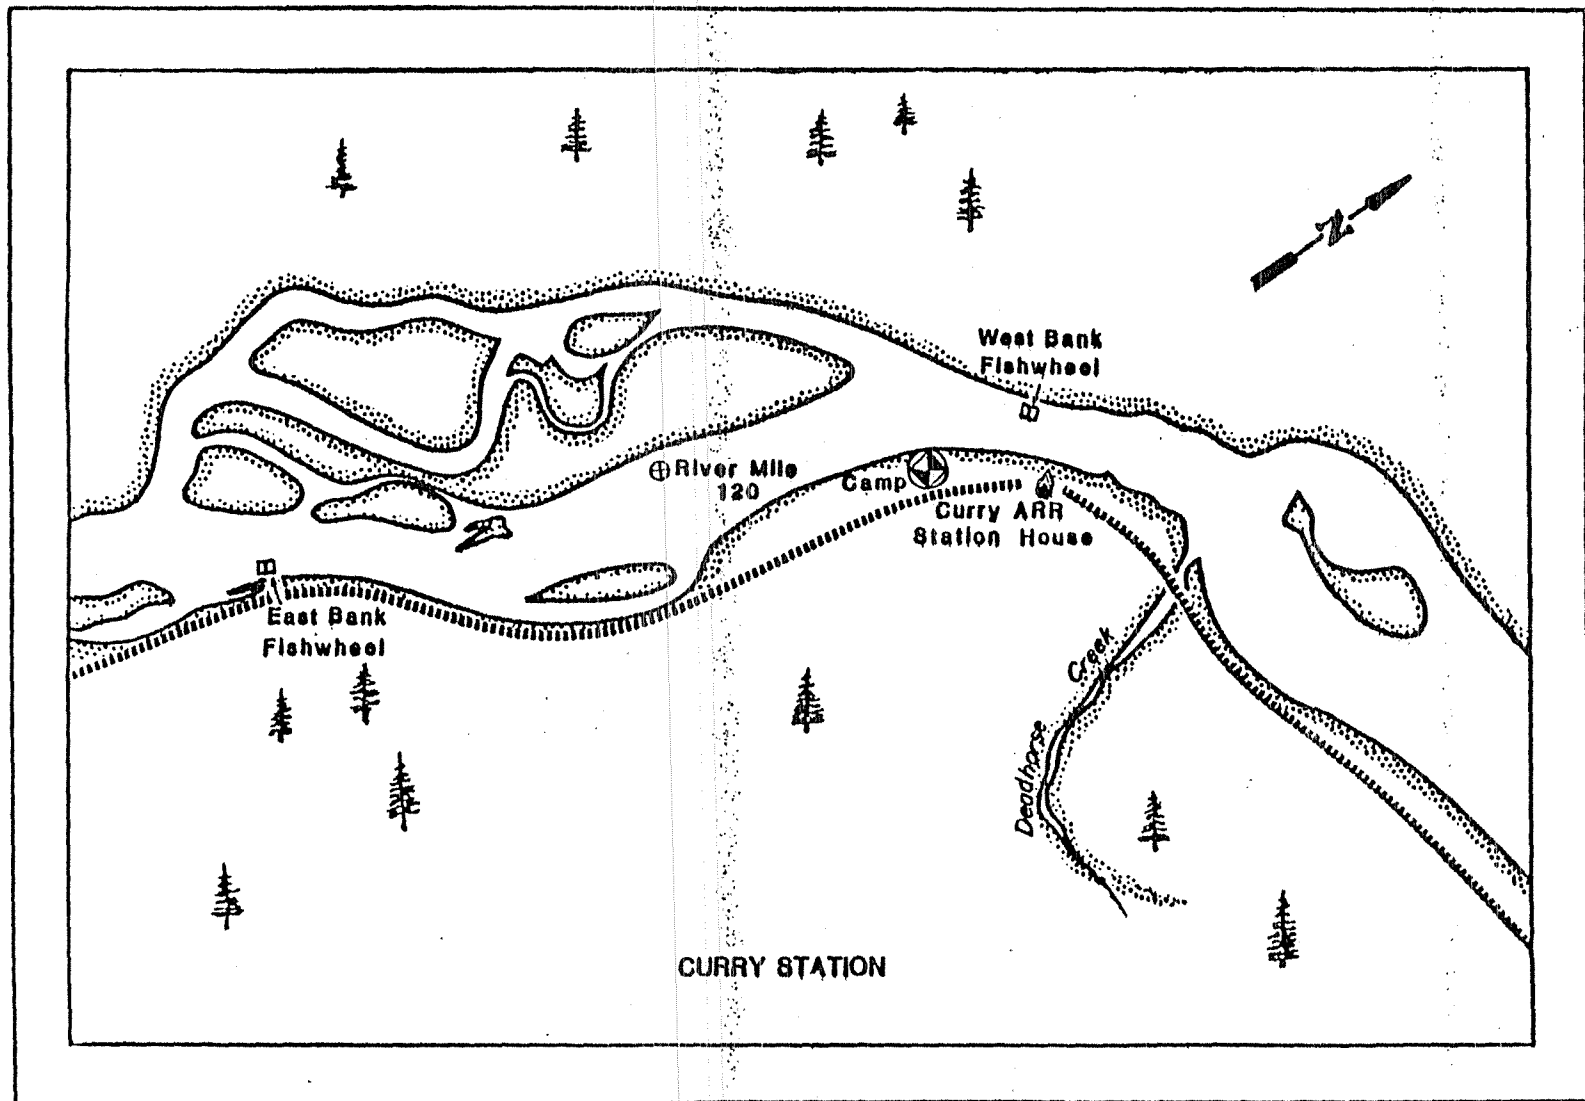 N
West Bank
Fishwheel
River Mile
120
Camp
Curry ARR
Station House
East Bank
Fishwheel
Creek
Deadhorse
CURRY STATION